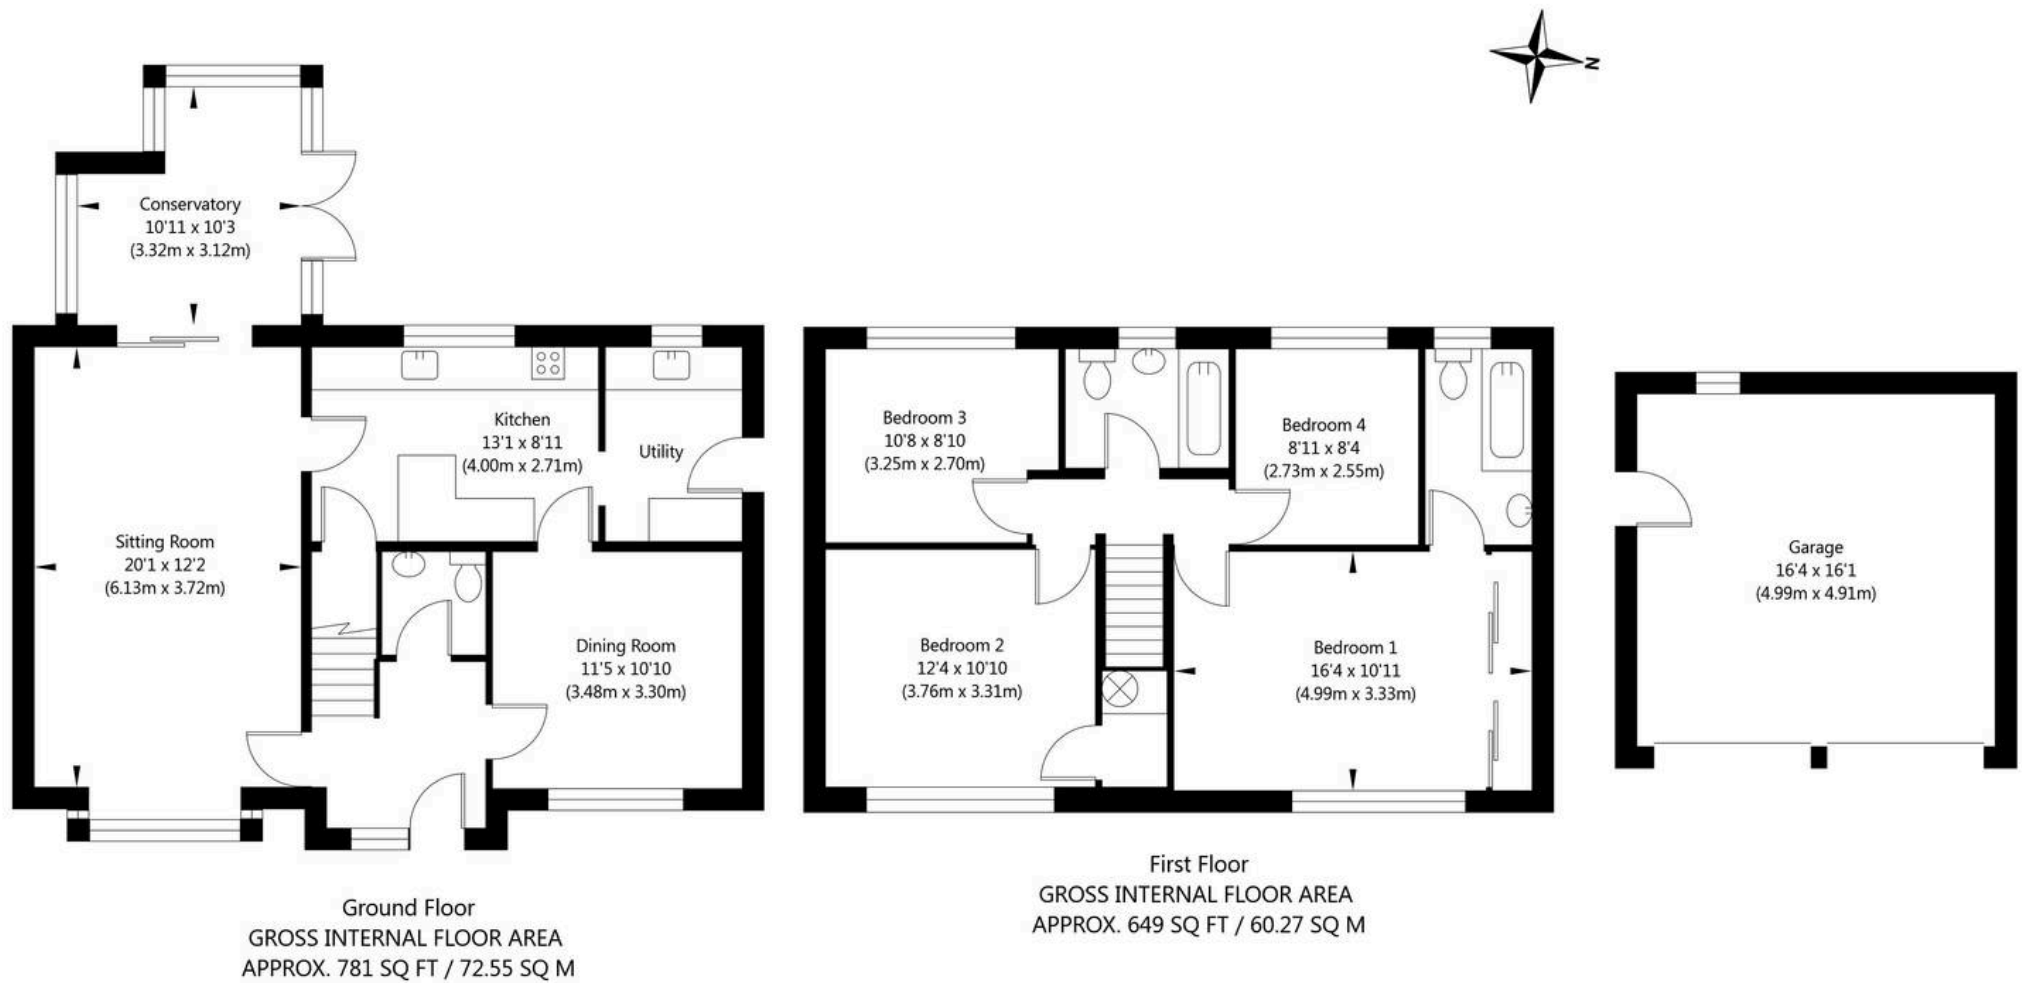 N
Conservatory
10'11 x 10'3
(3.32m x 3.12m)
Kitchen
13'1 x 8'11
(4.00m x 2.71m)
Utility
Sitting Room
20'1 x 12'2
(6.13m x 3.72m)
Dining Room
11'5 x 10'10
(3.48m x 3.30m)
Ground Floor
GROSS INTERNAL FLOOR AREA
APPROX. 781 SQ FT / 72.55 SQ M
Bedroom 3
10'8 x 8'10
(3.25m x 2.70m)
Bedroom 4
8'11 x 8'4
(2.73m x 2.55m)
Bedroom 2
12'4 x 10'10
(3.76m x 3.31m)
Bedroom 1
16'4 x 10'11
(4.99m x 3.33m)
First Floor
GROSS INTERNAL FLOOR AREA
APPROX. 649 SQ FT / 60.27 SQ M
Garage
16'4 x 16'1
(4.99m x 4.91m)